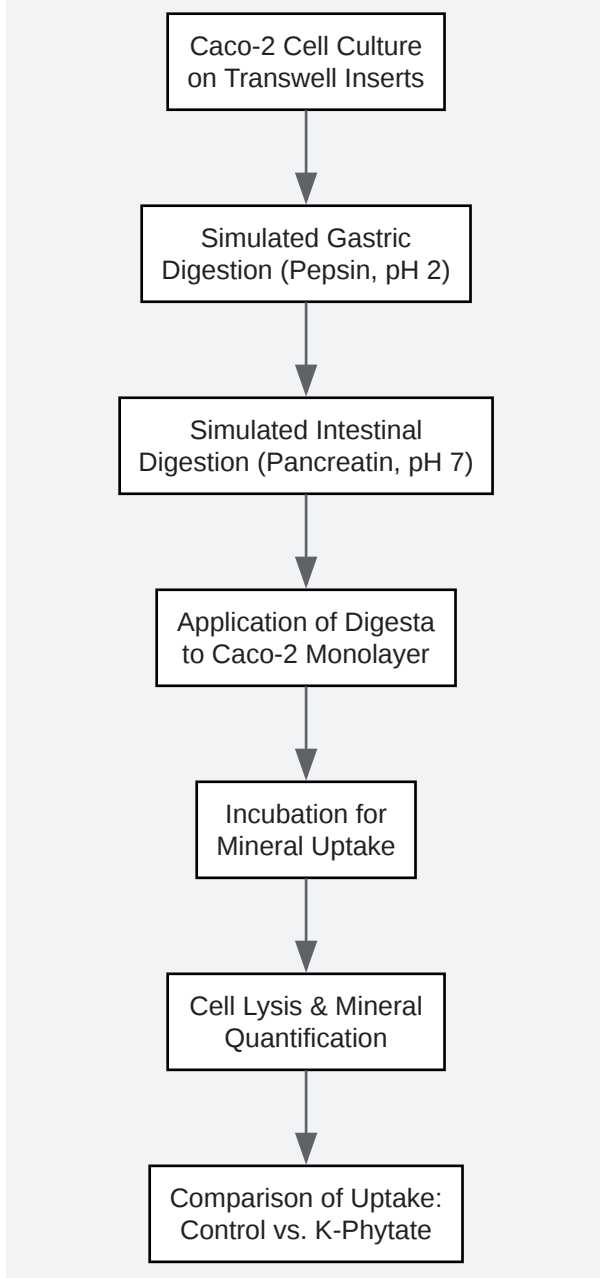 Caco-2 Cell Culture
on Transwell Inserts
Simulated Gastric
Digestion (Pepsin, pH 2)
Simulated Intestinal
Digestion (Pancreatin, pH 7)
Application of Digesta
to Caco-2 Monolayer
Incubation for
Mineral Uptake
Cell Lysis & Mineral
Quantification
Comparison of Uptake:
Control vs. K-Phytate